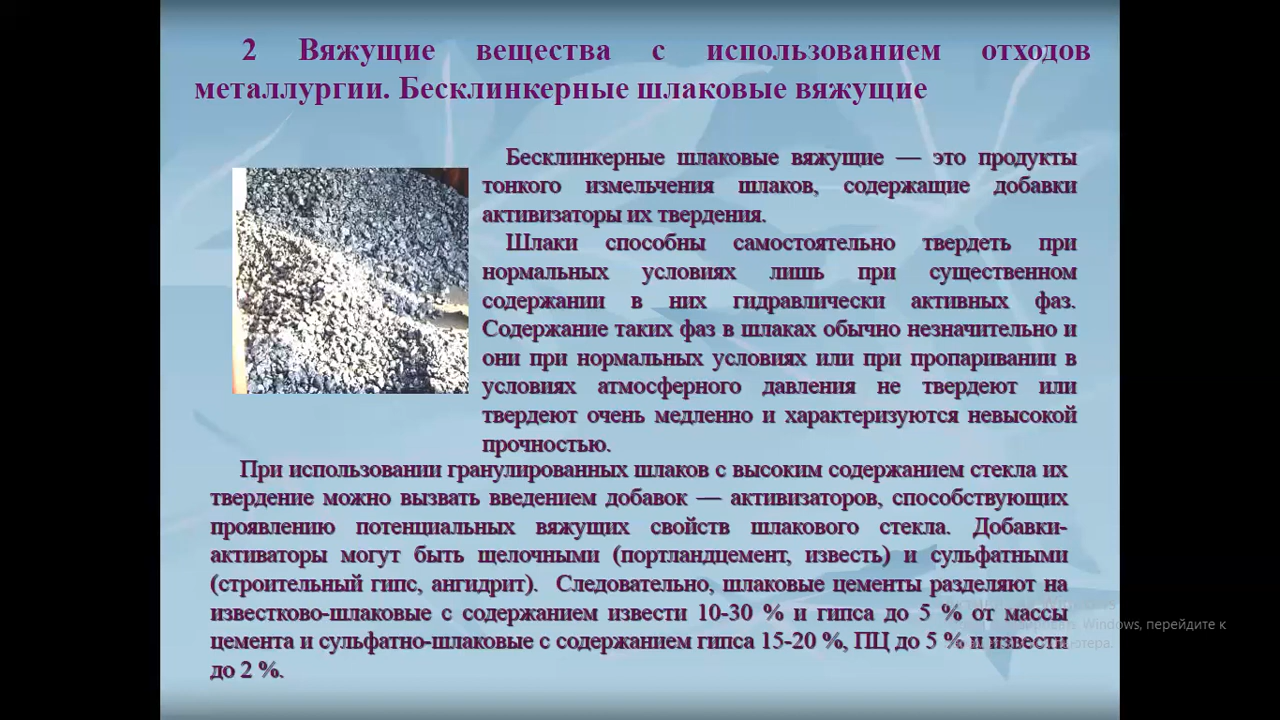 2 Вяжущие вещества с использованием отходов
металлургии. Бесклинкерные шлаковые вяжущие
Бесклинкерные шлаковые вяжущие — это продукты
тонкого измельчения шлаков, содержащие добавки
активизаторы их твердения.
Шлаки способны самостоятельно твердеть при
нормальных условиях лишь при существенном
содержании в них гидравлически активных фаз.
Содержание таких фаз в шлаках обычно незначительно и
они при нормальных условиях или при пропаривании в
условиях атмосферного давления не твердеют или
твердеют очень медленно и характеризуются невысокой
прочностью.
При использовании гранулированных шлаков с высоким содержанием стекла их
твердение можно вызвать введением добавок — активизаторов, способствующих
проявлению потенциальных вяжущих свойств шлакового стекла. Добавки-
активаторы могут быть щелочными (портландцемент, известь) и сульфатными
(строительный гипс, ангидрит). Следовательно, шлаковые цементы разделяют на
известково-шлаковые с содержанием извести 10-30 % и гипса до 5 % от массы
цемента и сульфатно-шлаковые с содержанием гипса 15-20 %, ПЦ до 5 % и извести
до 2 %.
Windows, перейдите к